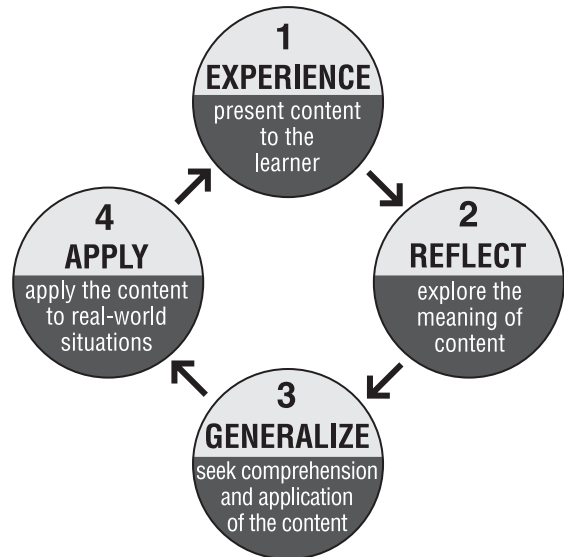 1
EXPERIENCE
present content
to the
learner
2
REFLECT
explore the
meaning of
content
3
GENERALIZE
seek comprehension
and application
of the content
4
APPLY
apply the content
to real-world
situations